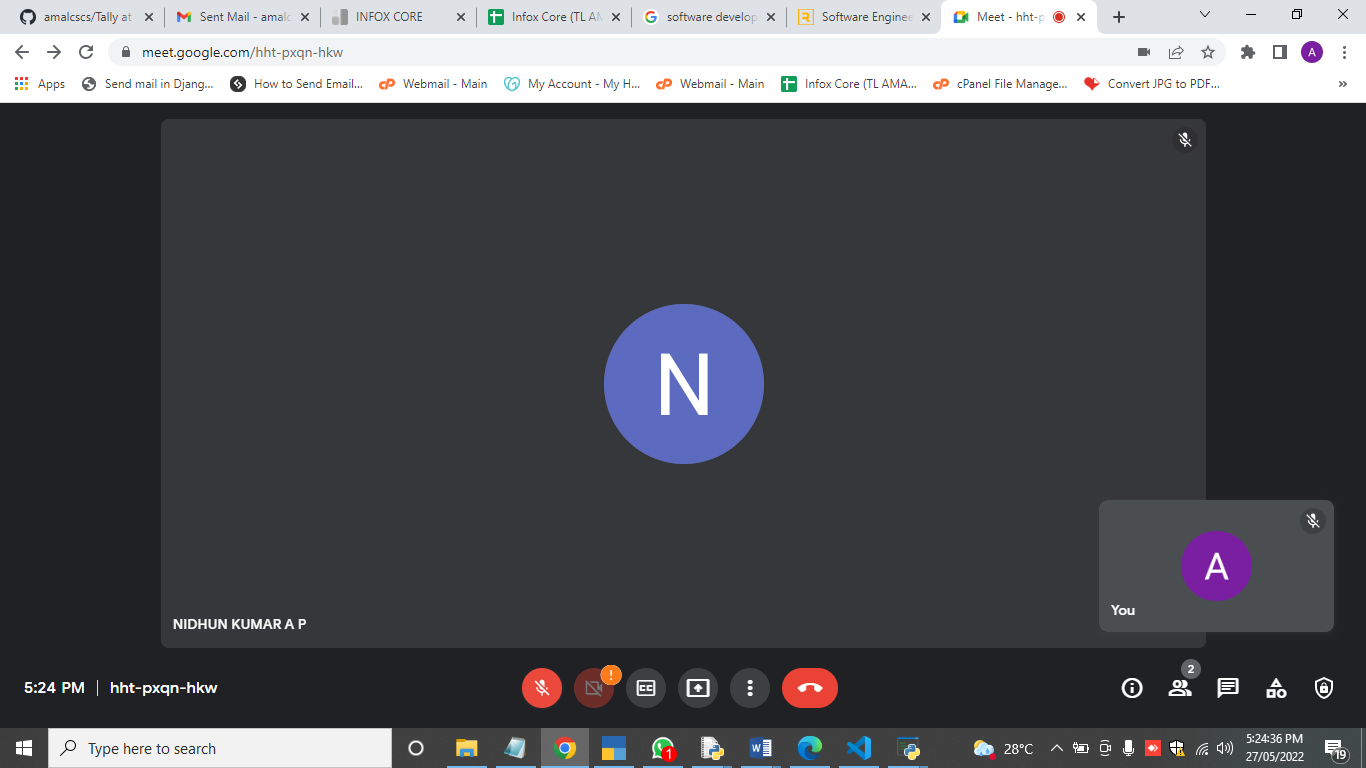 amalcscs/Tally at
Sent Mail - amalc
INFOX CORE
Infox Core (TL AM
software develop
Software Enginee
Meet - hht-p
meet.google.com/hht-pxqn-hkw
A
Apps
Send mail in Djang...
How to Send Email...
Webmail - Main
My Account - My H...
Webmail - Main
Infox Core (TL AMA...
cPanel File Manage...
Convert JPG to PDF...
»
N
NIDHUN KUMAR A P
A
You
5:24 PM | hht-pxqn-hkw
!
CC
2
Type here to search
1
28°C
5:24:36 PM
27/05/2022
19